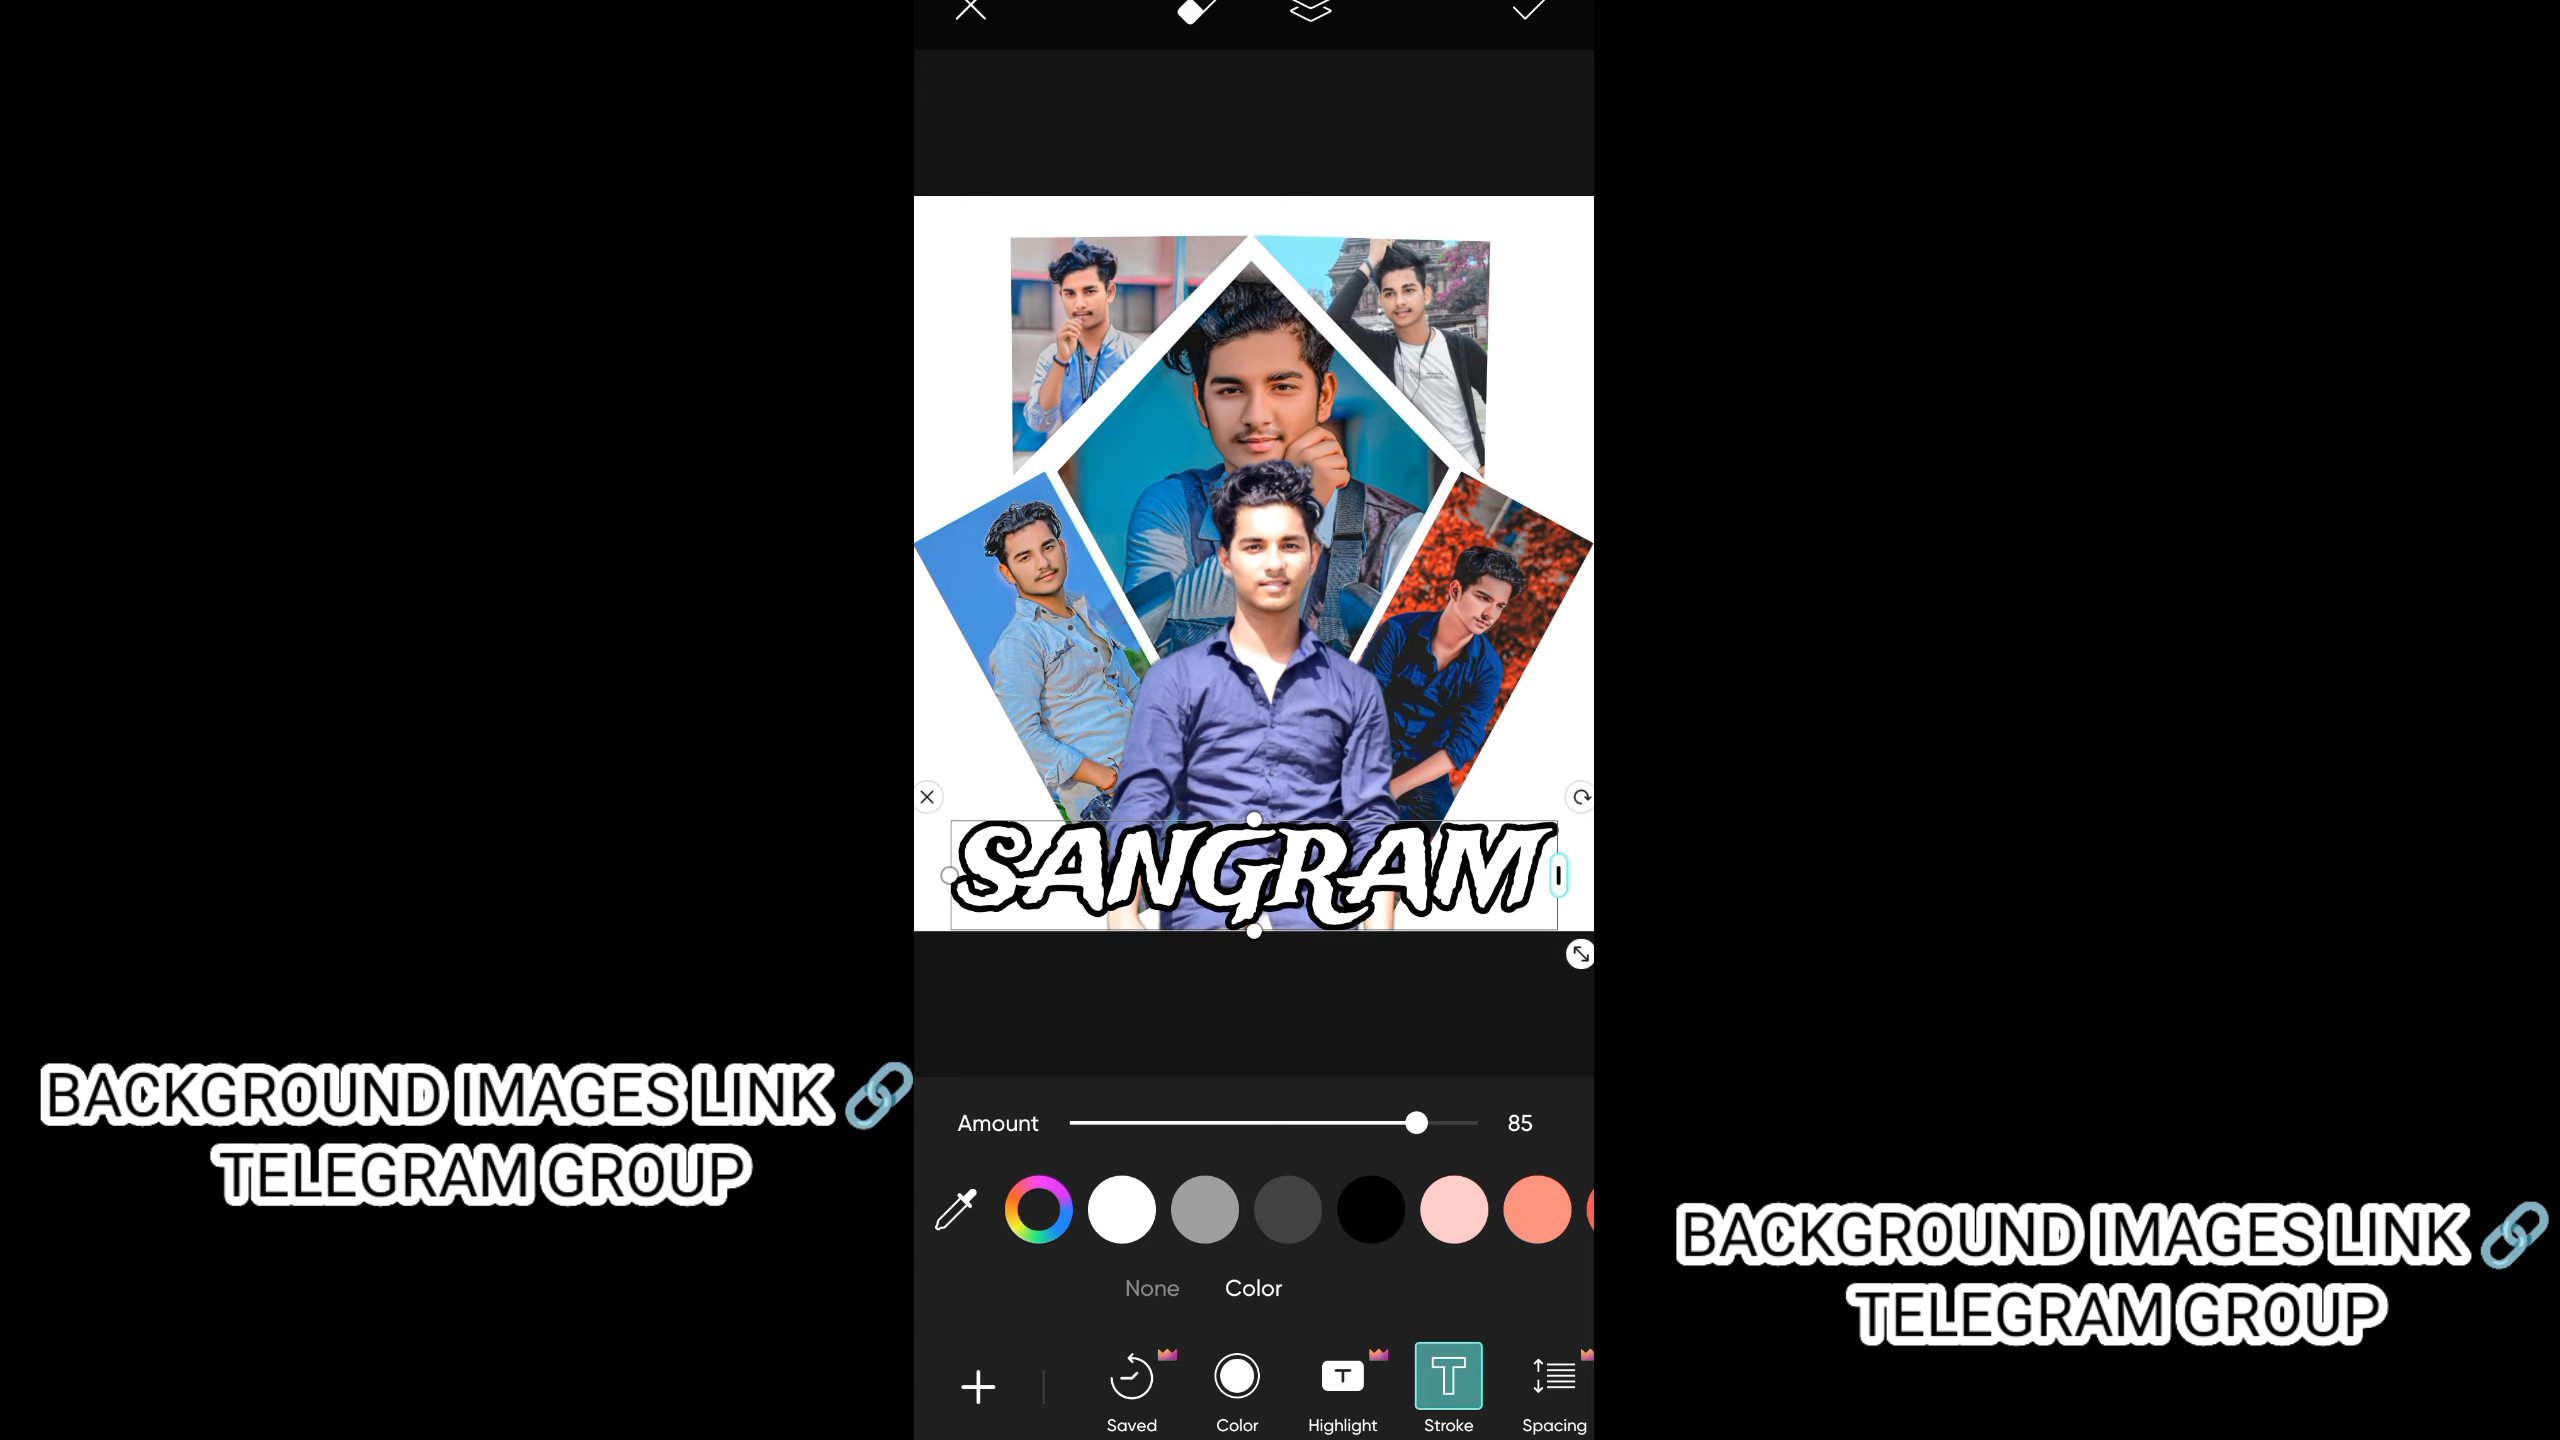 SANGRAM
BACKGROUND IMAGES LINK 🔗
TELEGRAM GROUP
Amount 85
BACKGROUND IMAGES LINK 🔗
TELEGRAM GROUP
None Color
T T
Saved Color Highlight Stroke Spacing